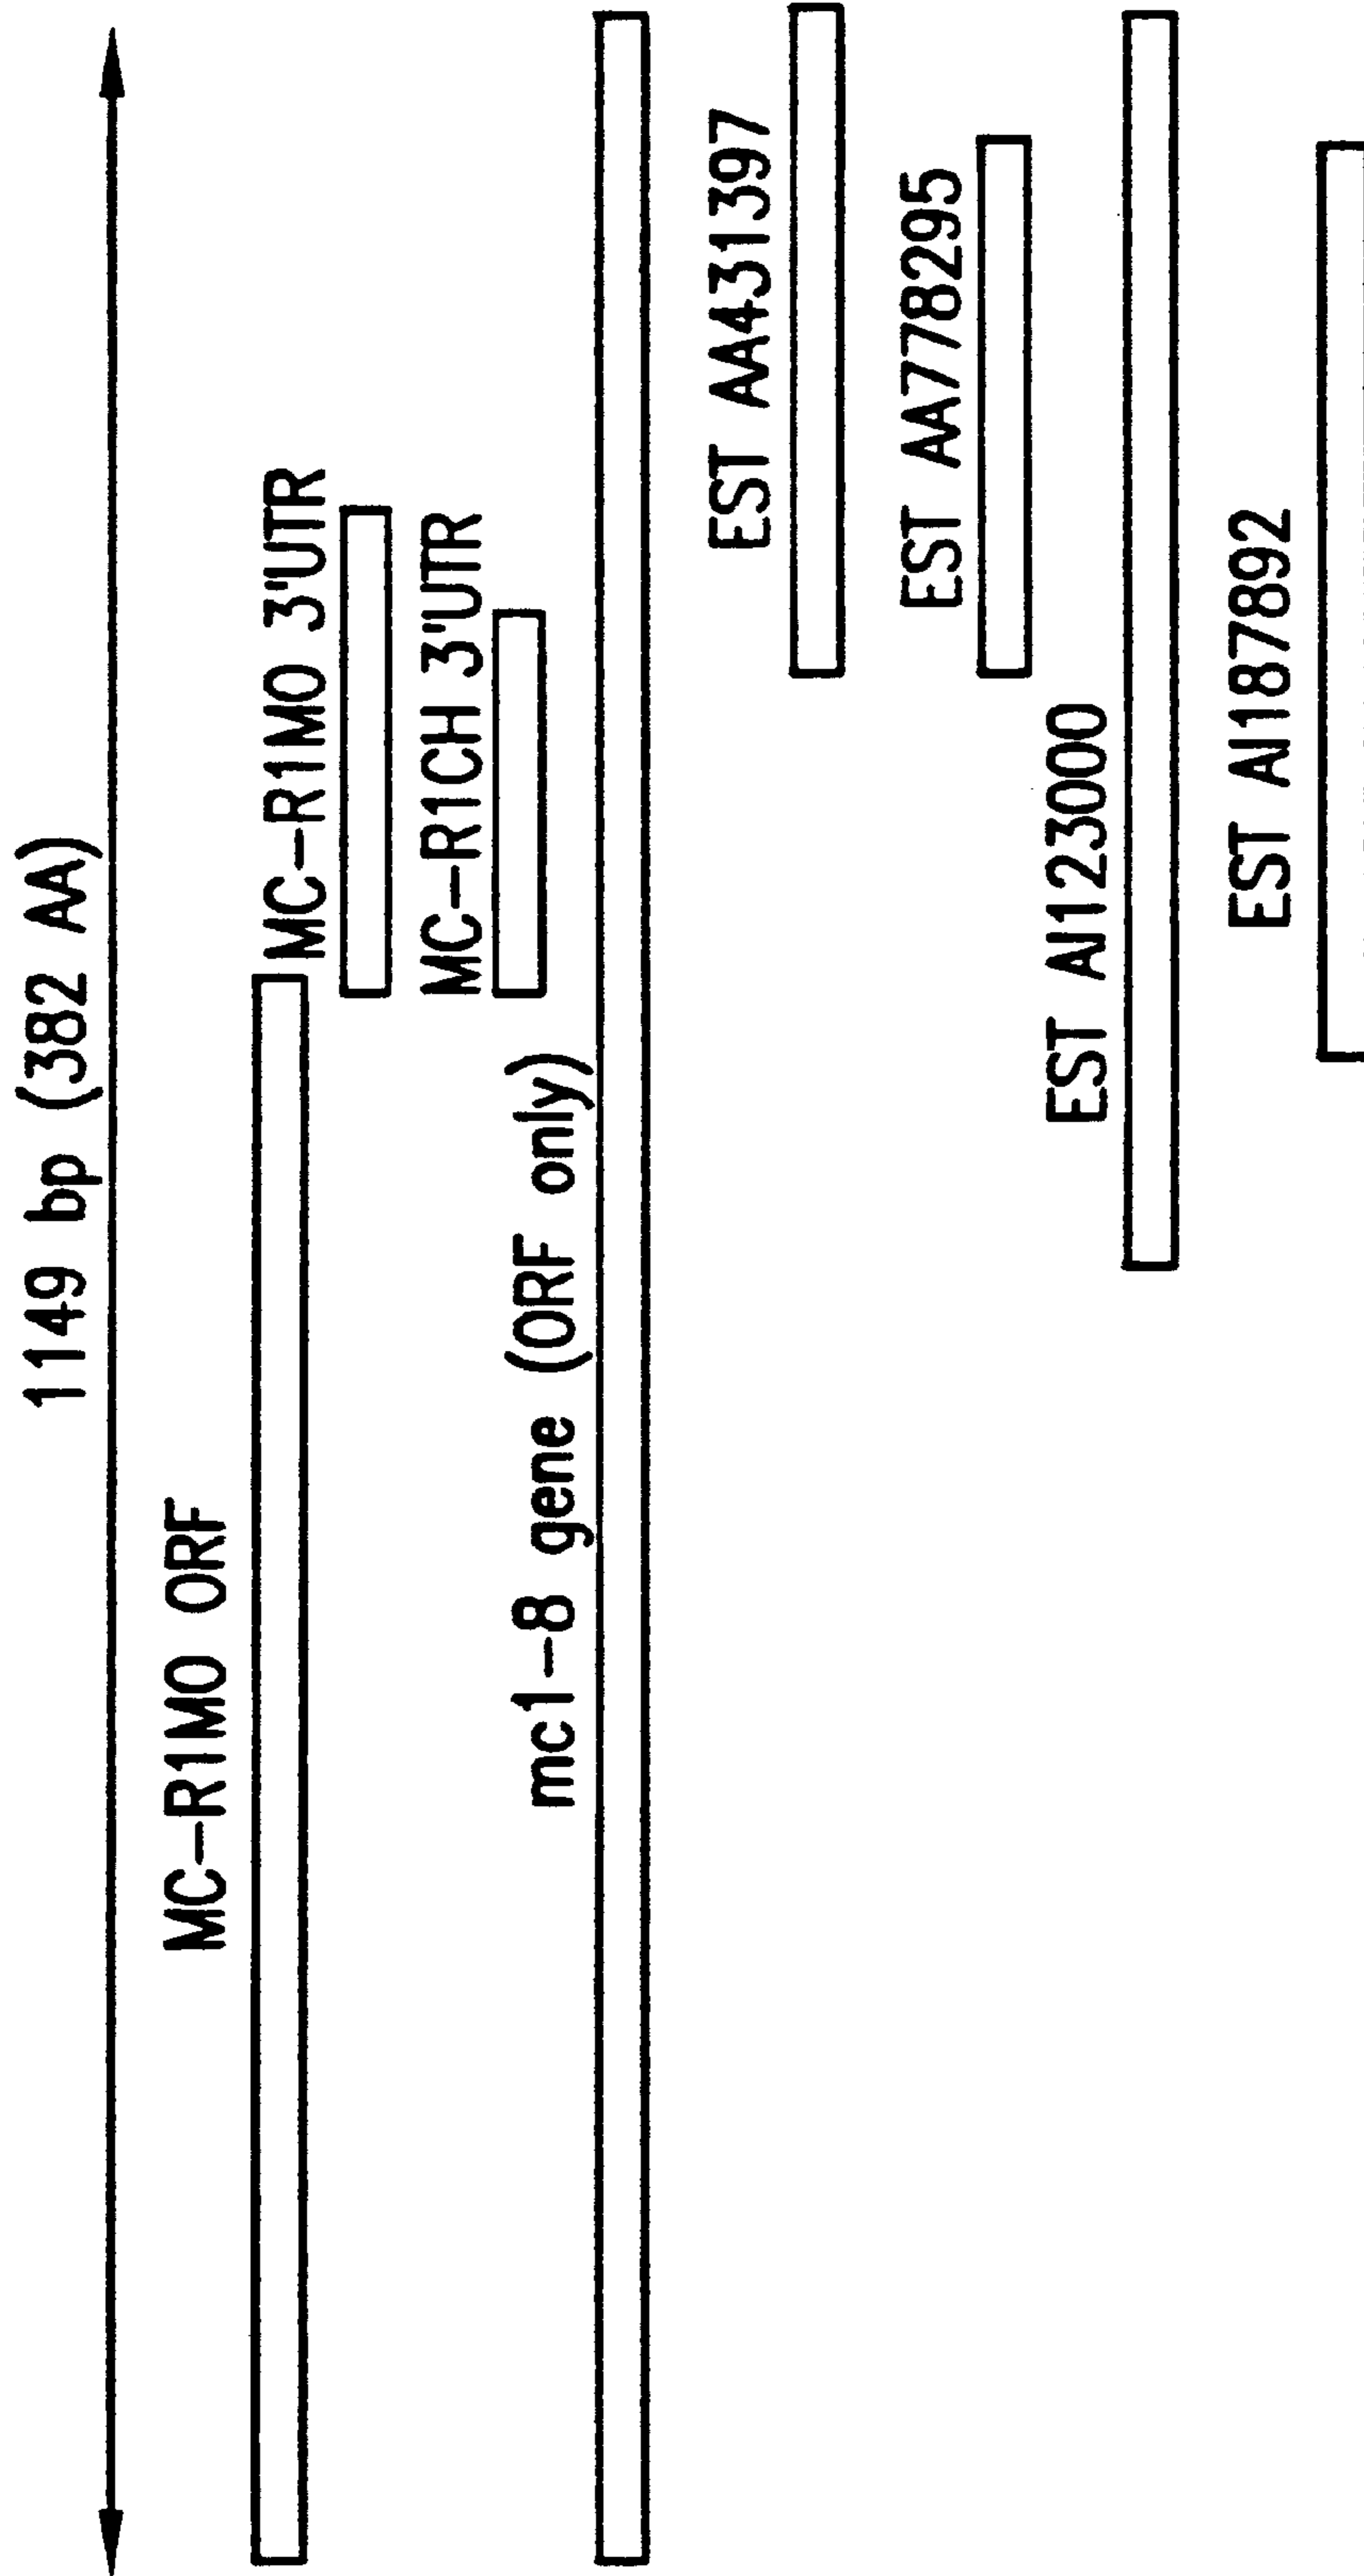 1149 bp (382 AA)
MC-R1MO ORF
MC-R1MO 3'UTR
MC-R1CH 3'UTR
mc1-8 gene (ORF only)
EST AA431397
EST AA778295
EST AI123000
EST AI187892